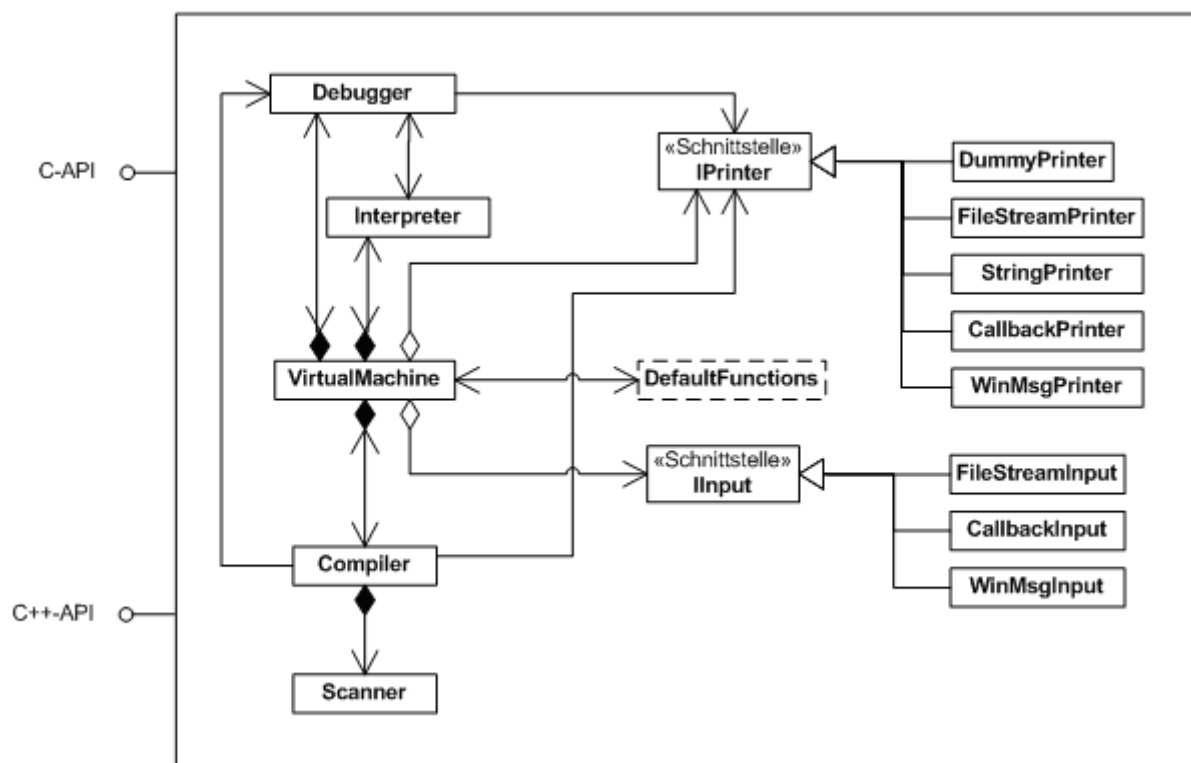 Debugger
C-API
«Schnittstelle»
IPrinter
DummyPrinter
Interpreter
FileStreamPrinter
StringPrinter
CallbackPrinter
VirtualMachine
DefaultFunctions
WinMsgPrinter
«Schnittstelle»
IInput
FileStreamInput
CallbackInput
Compiler
WinMsgInput
C++-API
Scanner